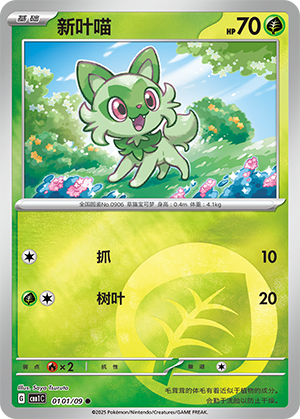 基础
新叶喵
HP 70
全国图鉴No.0906 草猫宝可梦 身高：0.4m 体重：4.1kg
抓 10
树叶 20
弱点 ×2 抗性 撤退
Illus. Saya Tsuruta
毛茸茸的体毛有着近似于植物的成分。
G CSM1C 0101/09
©2025 Pokémon/Nintendo/Creatures/GAME FREAK.